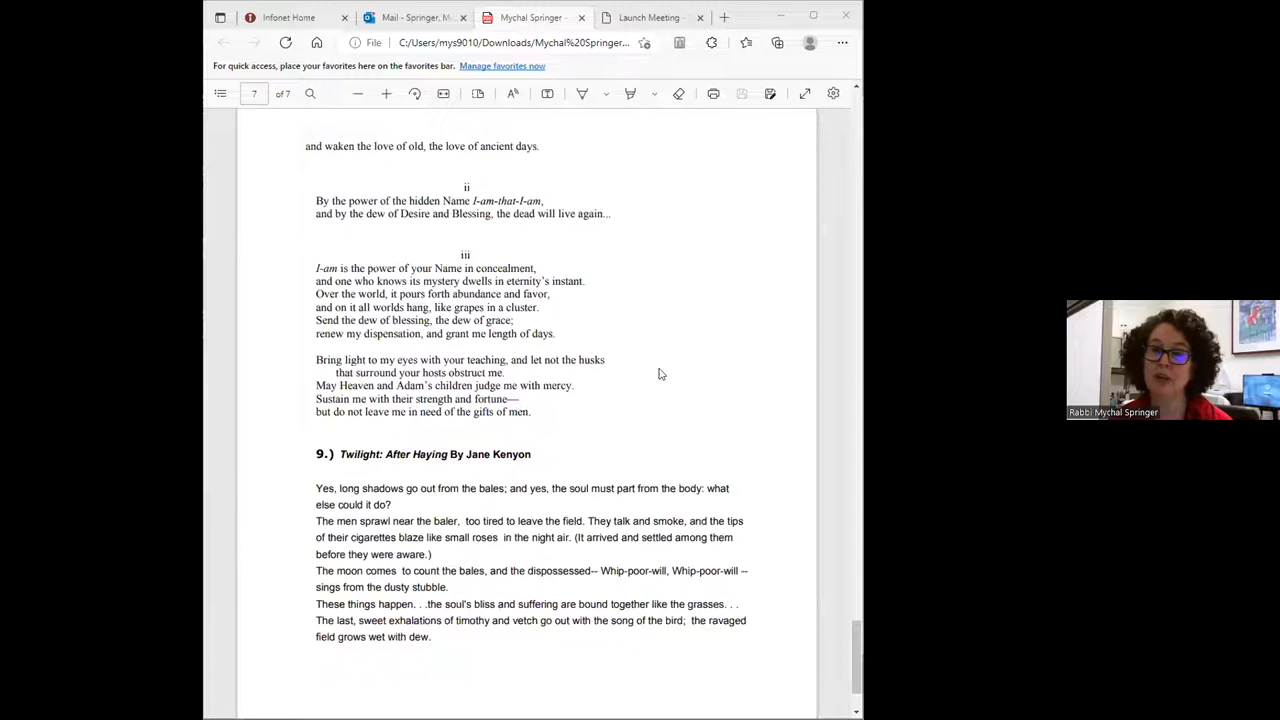 Infonet Home
Mail - Springer, M
Mychal Springer -
Launch Meeting -
File
C:/Users/mys9010/Downloads/Mychal%20Springer...
For quick access, place your favorites here on the favorites bar. Manage favorites now
7 of 7
and waken the love of old, the love of ancient days.
ii
By the power of the hidden Name I-am-that-I-am,
and by the dew of Desire and Blessing, the dead will live again...
iii
I-am is the power of your Name in concealment,
and one who knows its mystery dwells in eternity's instant.
Over the world, it pours forth abundance and favor,
and on it all worlds hang, like grapes in a cluster.
Send the dew of blessing, the dew of grace;
renew my dispensation, and grant me length of days.
Bring light to my eyes with your teaching, and let not the husks
that surround your hosts obstruct me.
May Heaven and Adam's children judge me with mercy.
Sustain me with their strength and fortune—
but do not leave me in need of the gifts of men.
9.) Twilight: After Haying By Jane Kenyon
Yes, long shadows go out from the bales; and yes, the soul must part from the body: what
else could it do?
The men sprawl near the baler, too tired to leave the field. They talk and smoke, and the tips
of their cigarettes blaze like small roses in the night air. (It arrived and settled among them
before they were aware.)
The moon comes to count the bales, and the dispossessed-- Whip-poor-will, Whip-poor-will --
sings from the dusty stubble.
These things happen. . .the soul's bliss and suffering are bound together like the grasses. . .
The last, sweet exhalations of timothy and vetch go out with the song of the bird; the ravaged
field grows wet with dew.
Rabbi Mychal Springer